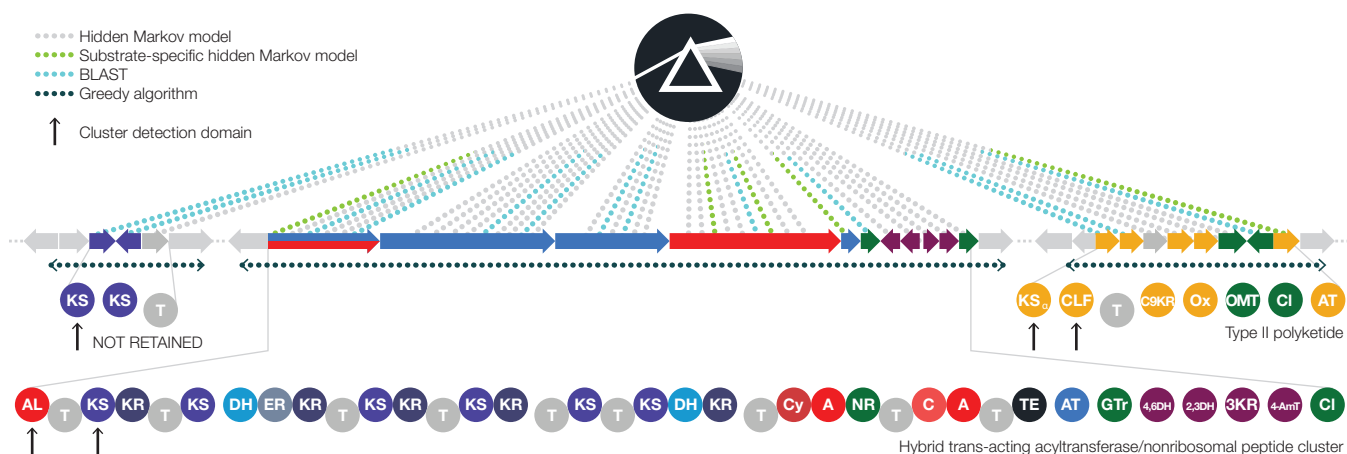 Hidden Markov model
Substrate-specific hidden Markov model
BLAST
Greedy algorithm
Cluster detection domain
KS KS T
NOT RETAINED
KSα CLF T C9KR Ox OMT Cl AT
Type II polyketide
AL T KS KR T KS DH ER KR T KS KR T KS KR T KS T KS DH KR T Cy A NR T C A T TE AT GTr 4,6DH 2,3DH 3KR 4-AmT Cl
Hybrid trans-acting acyltransferase/nonribosomal peptide cluster